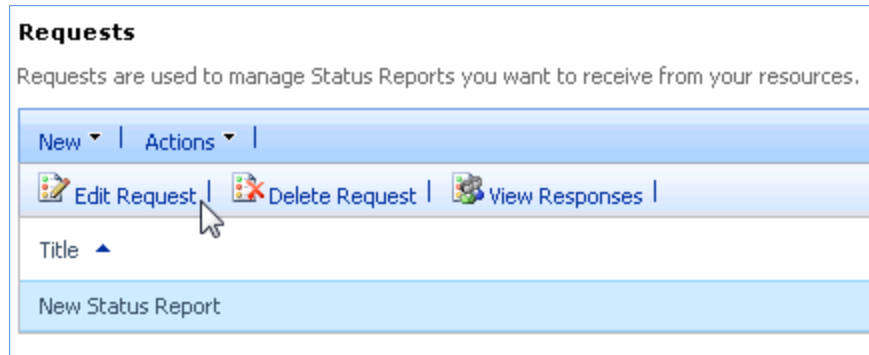 Requests
Requests are used to manage Status Reports you want to receive from your resources.
New | Actions |
Edit Request | Delete Request | View Responses |
Title
New Status Report